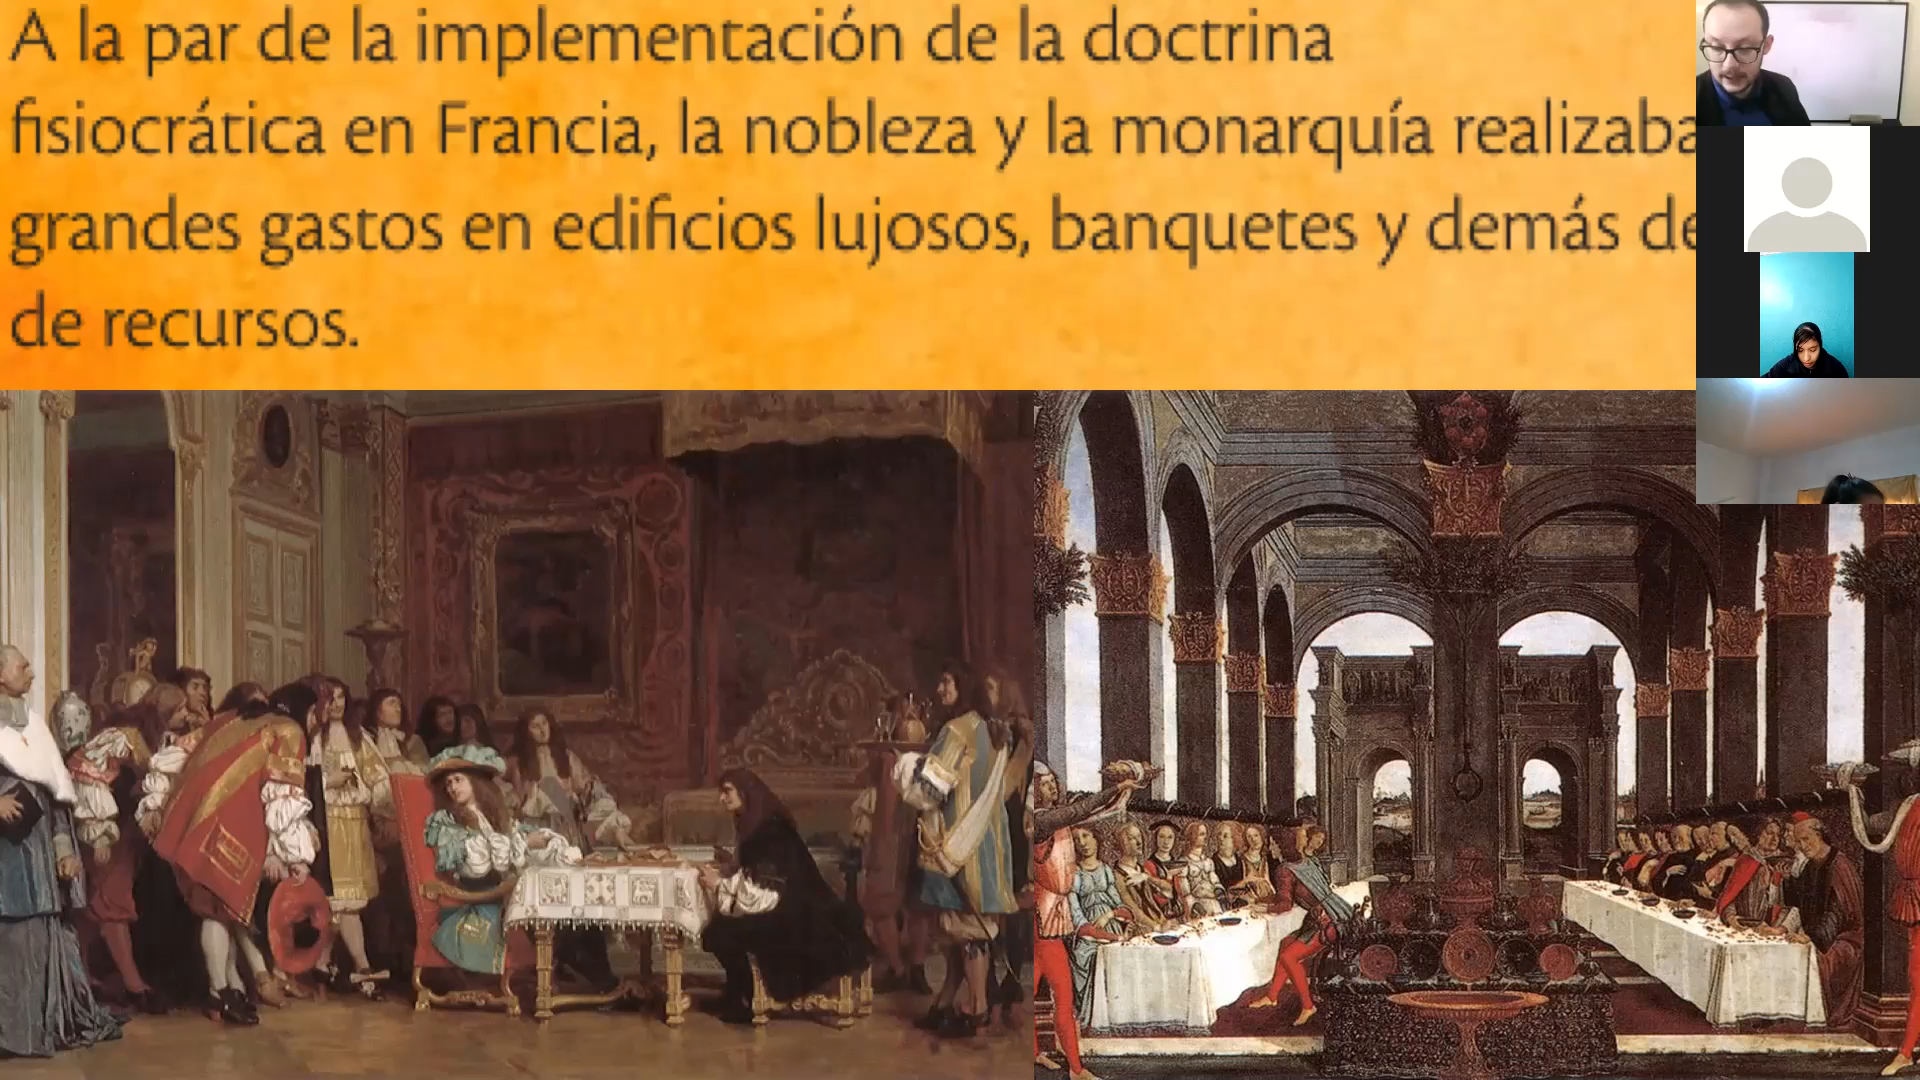 A la par de la implementación de la doctrina
fisiocrática en Francia, la nobleza y la monarquía realizaba
grandes gastos en edificios lujosos, banquetes y demás de
de recursos.